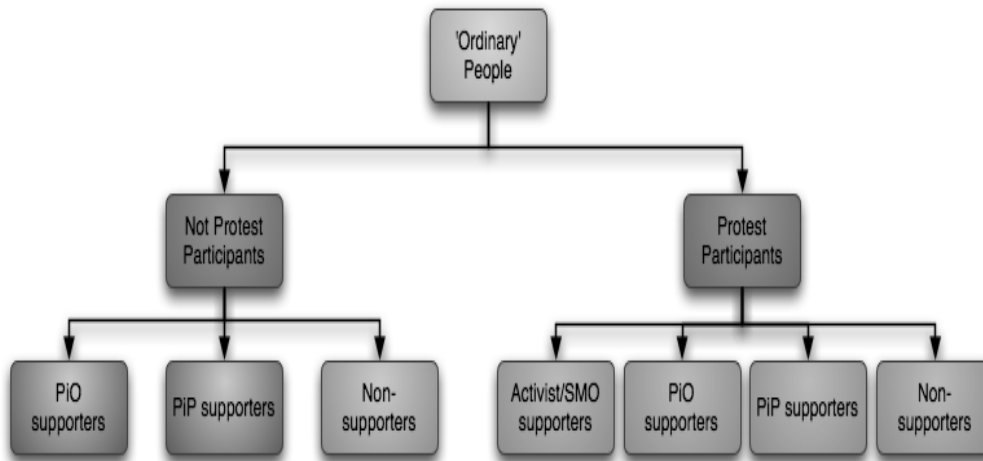 'Ordinary'
People
Not Protest
Participants
Protest
Participants
PiO
supporters
PiP supporters
Non-
supporters
Activist/SMO
supporters
PiO
supporters
PiP supporters
Non-
supporters